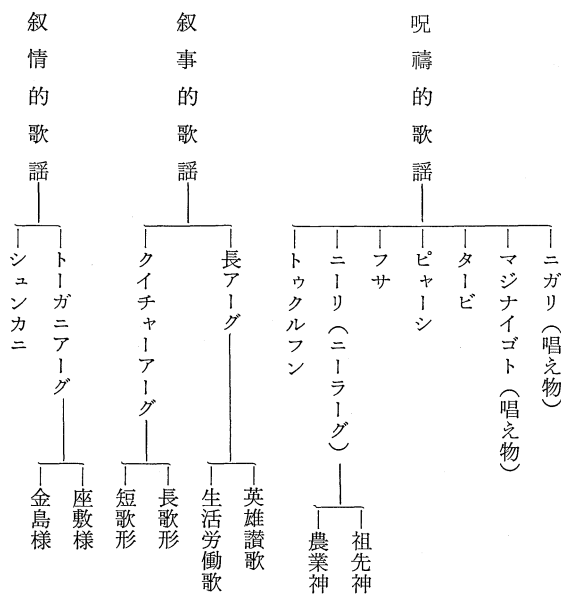 呪禱的歌謡
ニガリ（唱え物）
マジナイゴト（唱え物）
タービ
ピャーシ
フサ
ニーリ（ニーラーグ）
祖先神
農業神
トゥクルフン
叙事的歌謡
長アーグ
英雄讃歌
生活労働歌
クイチャーアーグ
長歌形
短歌形
叙情的歌謡
トーガニアーグ
座敷様
金島様
シュンカニ